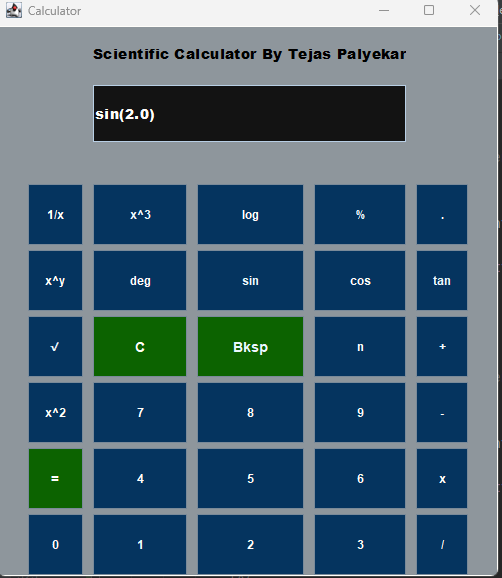 Calculator
Scientific Calculator By Tejas Palyekar
sin(2.0)
1/x x^3 log % .
x^y deg sin cos tan
√ C Bksp n +
x^2 7 8 9 -
= 4 5 6 x
0 1 2 3 /